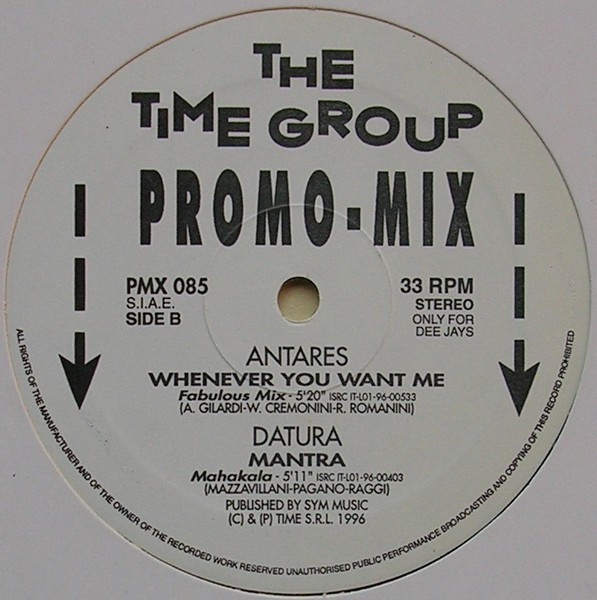 THE
TIME GROUP
PROMO-MIX
PMX 085
S.I.A.E.
SIDE B
33 RPM
STEREO
ONLY FOR
DEE JAYS
ANTARES
WHENEVER YOU WANT ME
Fabulous Mix - 5'20" ISRC IT-L01-96-00533
(A. GILARDI-W. CREMONINI-R. ROMANINI)
DATURA
MANTRA
Mahakala - 5'11" ISRC IT-L01-96-00403
(MAZZAVILLANI-PAGANO-RAGGI)
PUBLISHED BY SYM MUSIC
(C) & (P) TIME S.R.L. 1996
ALL RIGHTS OF THE MANUFACTURER AND OF THE OWNER OF THE RECORDED WORK RESERVED UNAUTHORISED PUBLIC PERFORMANCE BROADCASTING AND COPYING OF THIS RECORD PROHIBITED